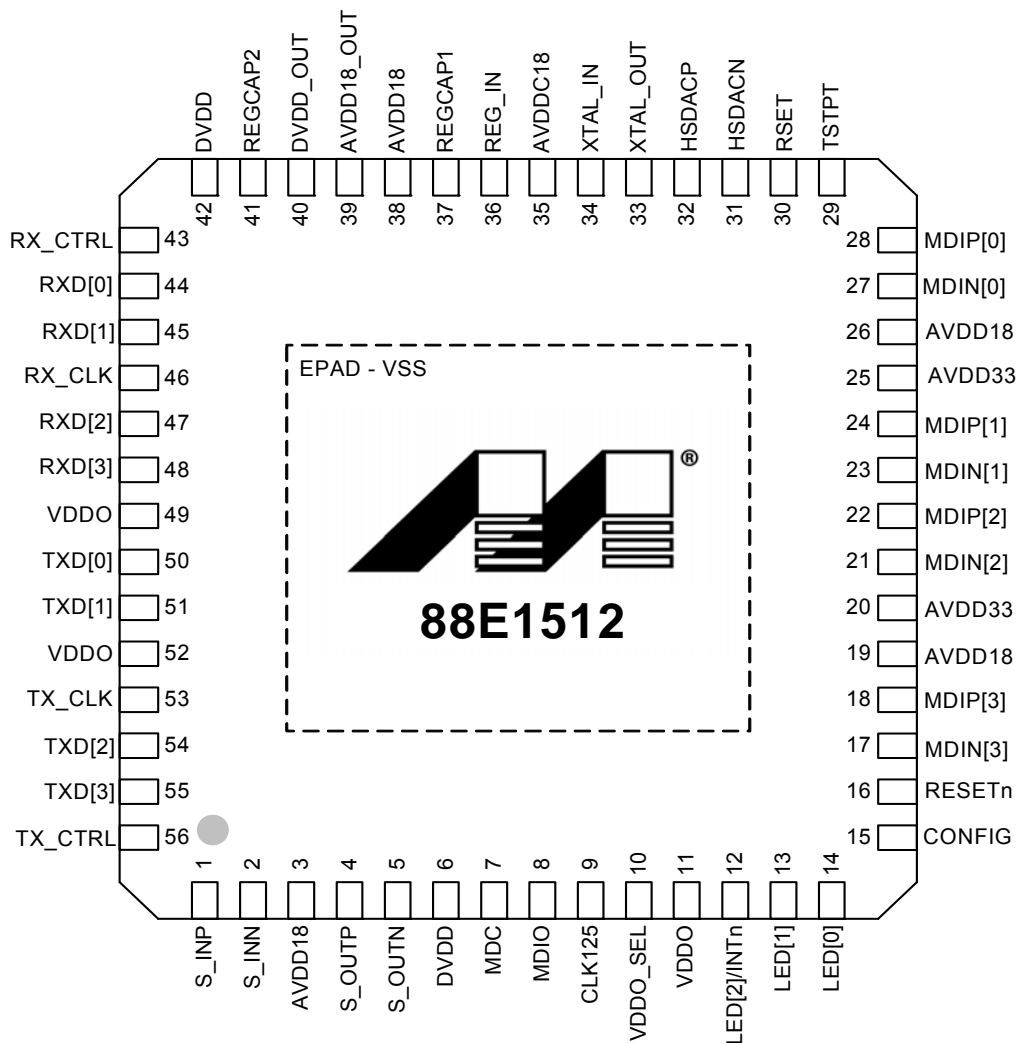 DVDD
REGCAP2
DVDD_OUT
AVDD18_OUT
AVDD18
REGCAP1
REG_IN
AVDDC18
XTAL_IN
XTAL_OUT
HSDACP
HSDACN
RSET
TSTPT
42
41
40
39
38
37
36
35
34
33
32
31
30
29
RX_CTRL 43
28 MDIP[0]
RXD[0] 44
27 MDIN[0]
RXD[1] 45
26 AVDD18
RX_CLK 46
25 AVDD33
RXD[2] 47
24 MDIP[1]
RXD[3] 48
23 MDIN[1]
VDDO 49
22 MDIP[2]
TXD[0] 50
21 MDIN[2]
TXD[1] 51
20 AVDD33
VDDO 52
19 AVDD18
TX_CLK 53
18 MDIP[3]
TXD[2] 54
17 MDIN[3]
TXD[3] 55
16 RESETn
TX_CTRL 56
15 CONFIG
EPAD - VSS
®
88E1512
1
2
3
4
5
6
7
8
9
10
11
12
13
14
S_INP
S_INN
AVDD18
S_OUTP
S_OUTN
DVDD
MDC
MDIO
CLK125
VDDO_SEL
VDDO
LED[2]/INTn
LED[1]
LED[0]